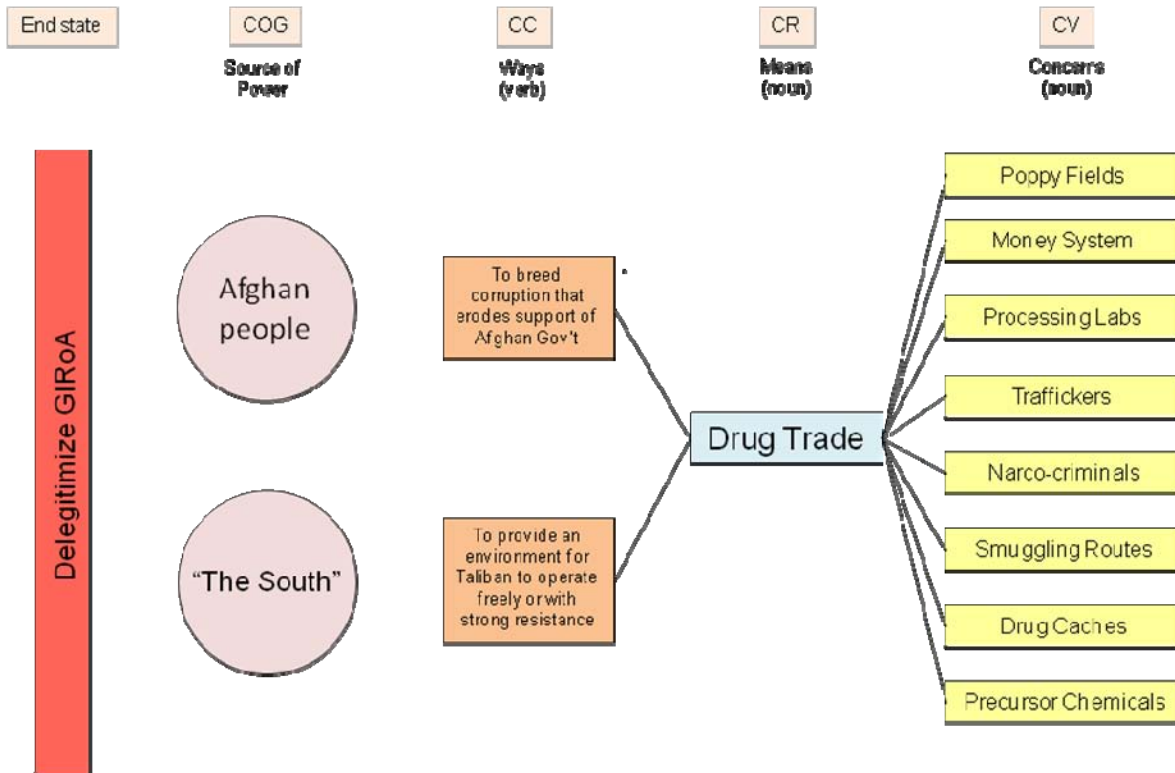 End state
COG
CC
CR
CV
Source of
Power
Ways
(verb)
Means
(noun)
Concerns
(noun)
Delegitimize GIRoA
Afghan
people
"The South"
To breed
corruption that
erodes support of
Afghan Gov't
To provide an
environment for
Taliban to operate
freely or with
strong resistance
Drug Trade
Poppy Fields
Money System
Processing Labs
Traffickers
Narco-criminals
Smuggling Routes
Drug Caches
Precursor Chemicals